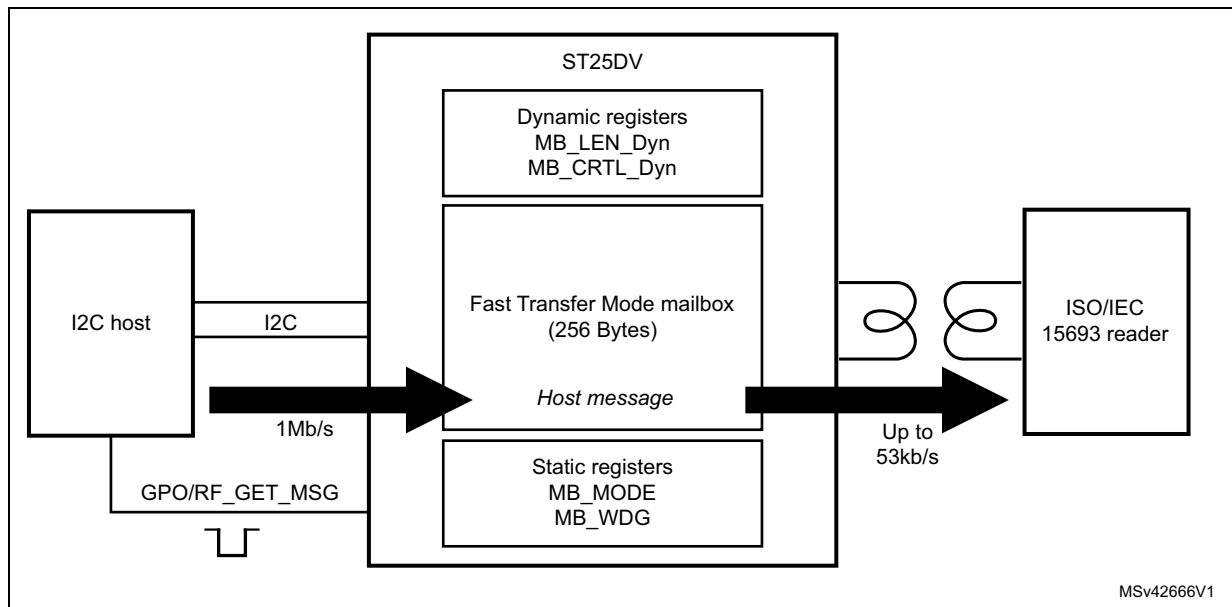 ST25DV
Dynamic registers
MB_LEN_Dyn
MB_CRTL_Dyn
I2C host
I2C
Fast Transfer Mode mailbox
(256 Bytes)
ISO/IEC
15693 reader
Host message
1Mb/s
Up to
53kb/s
GPO/RF_GET_MSG
Static registers
MB_MODE
MB_WDG
MSv42666V1